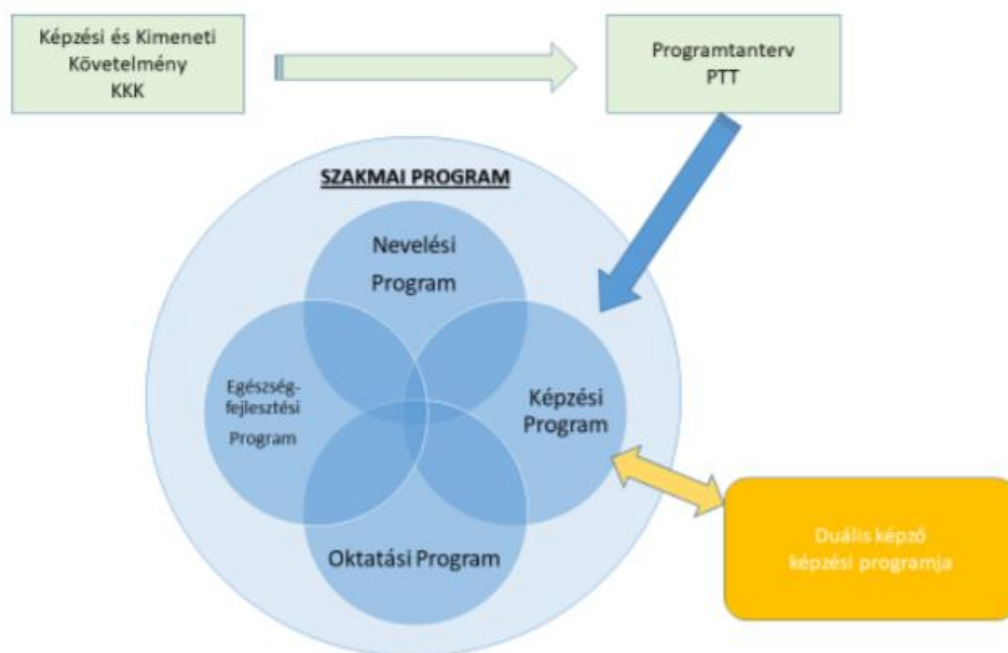 Képzési és Kimeneti
Követelmény
KKK
Programtanterv
PTT
SZAKMAI PROGRAM
Nevelési
Program
Egészség-
fejlesztési
Program
Képzési
Program
Oktatási Program
Duális képző
képzési programja